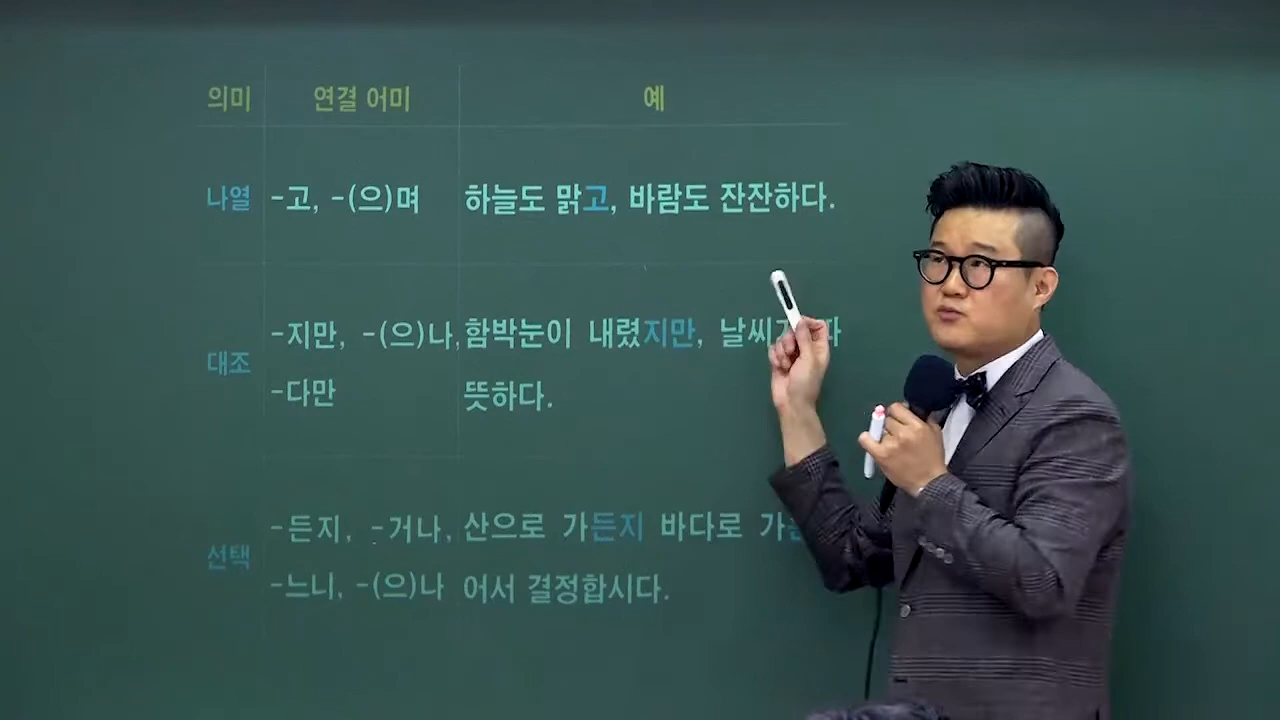 의미 연결 어미 예
나열 -고, -(으)며 하늘도 맑고, 바람도 잔잔하다.
-지만, -(으)나, 함박눈이 내렸지만, 날씨가 따
대조
-다만 뜻하다.
-든지, -거나, 산으로 가든지 바다로
선택
-느니, -(으)나 어서 결정합시다.